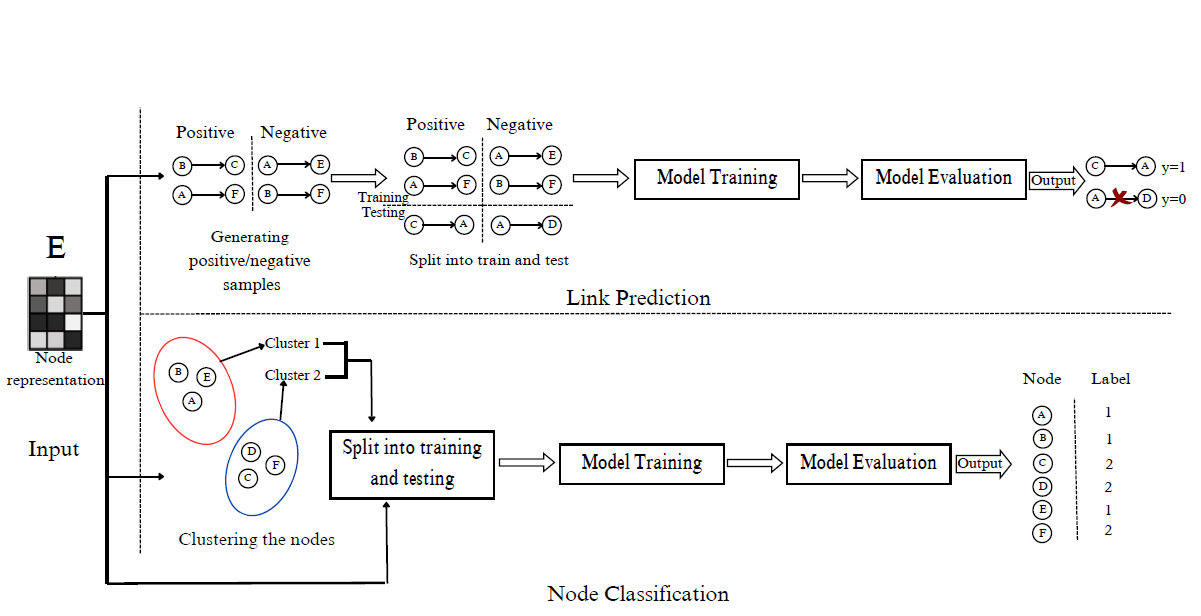 E
Node
representation
Input
Positive Negative
B C A E
A F B F
Generating
positive/negative
samples
Training
Testing
Positive Negative
B C A E
A F B F
C A A D
Split into train and test
Model Training
Model Evaluation
Output
C A y=1
A D y=0
Link Prediction
B E
A
Cluster 1
Cluster 2
D F
C
Clustering the nodes
Split into training
and testing
Model Training
Model Evaluation
Output
Node Label
A 1
B 1
C 2
D 2
E 1
F 2
Node Classification